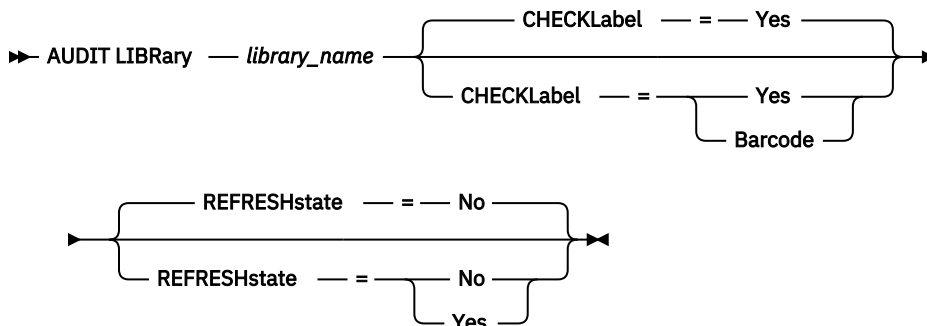 CHECKLabel = Yes
AUDIT LIBRary library_name
CHECKLabel = Yes
Barcode
REFRESHstate = No
REFRESHstate = No
Yes